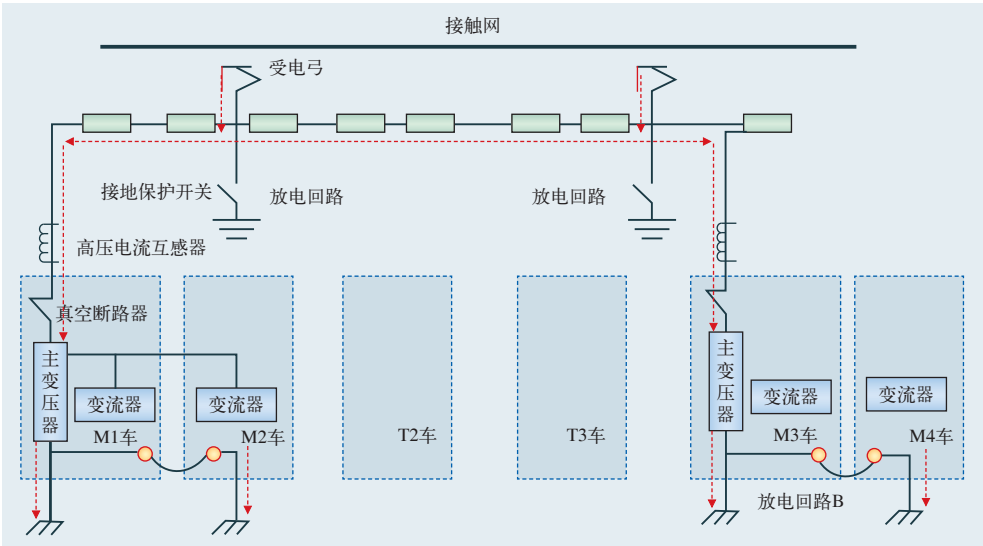 接触网
受电弓
接地保护开关
放电回路
放电回路
高压电流互感器
真空断路器
主变压器
变流器
变流器
M1车
M2车
T2车
T3车
主变压器
变流器
变流器
M3车
M4车
放电回路B